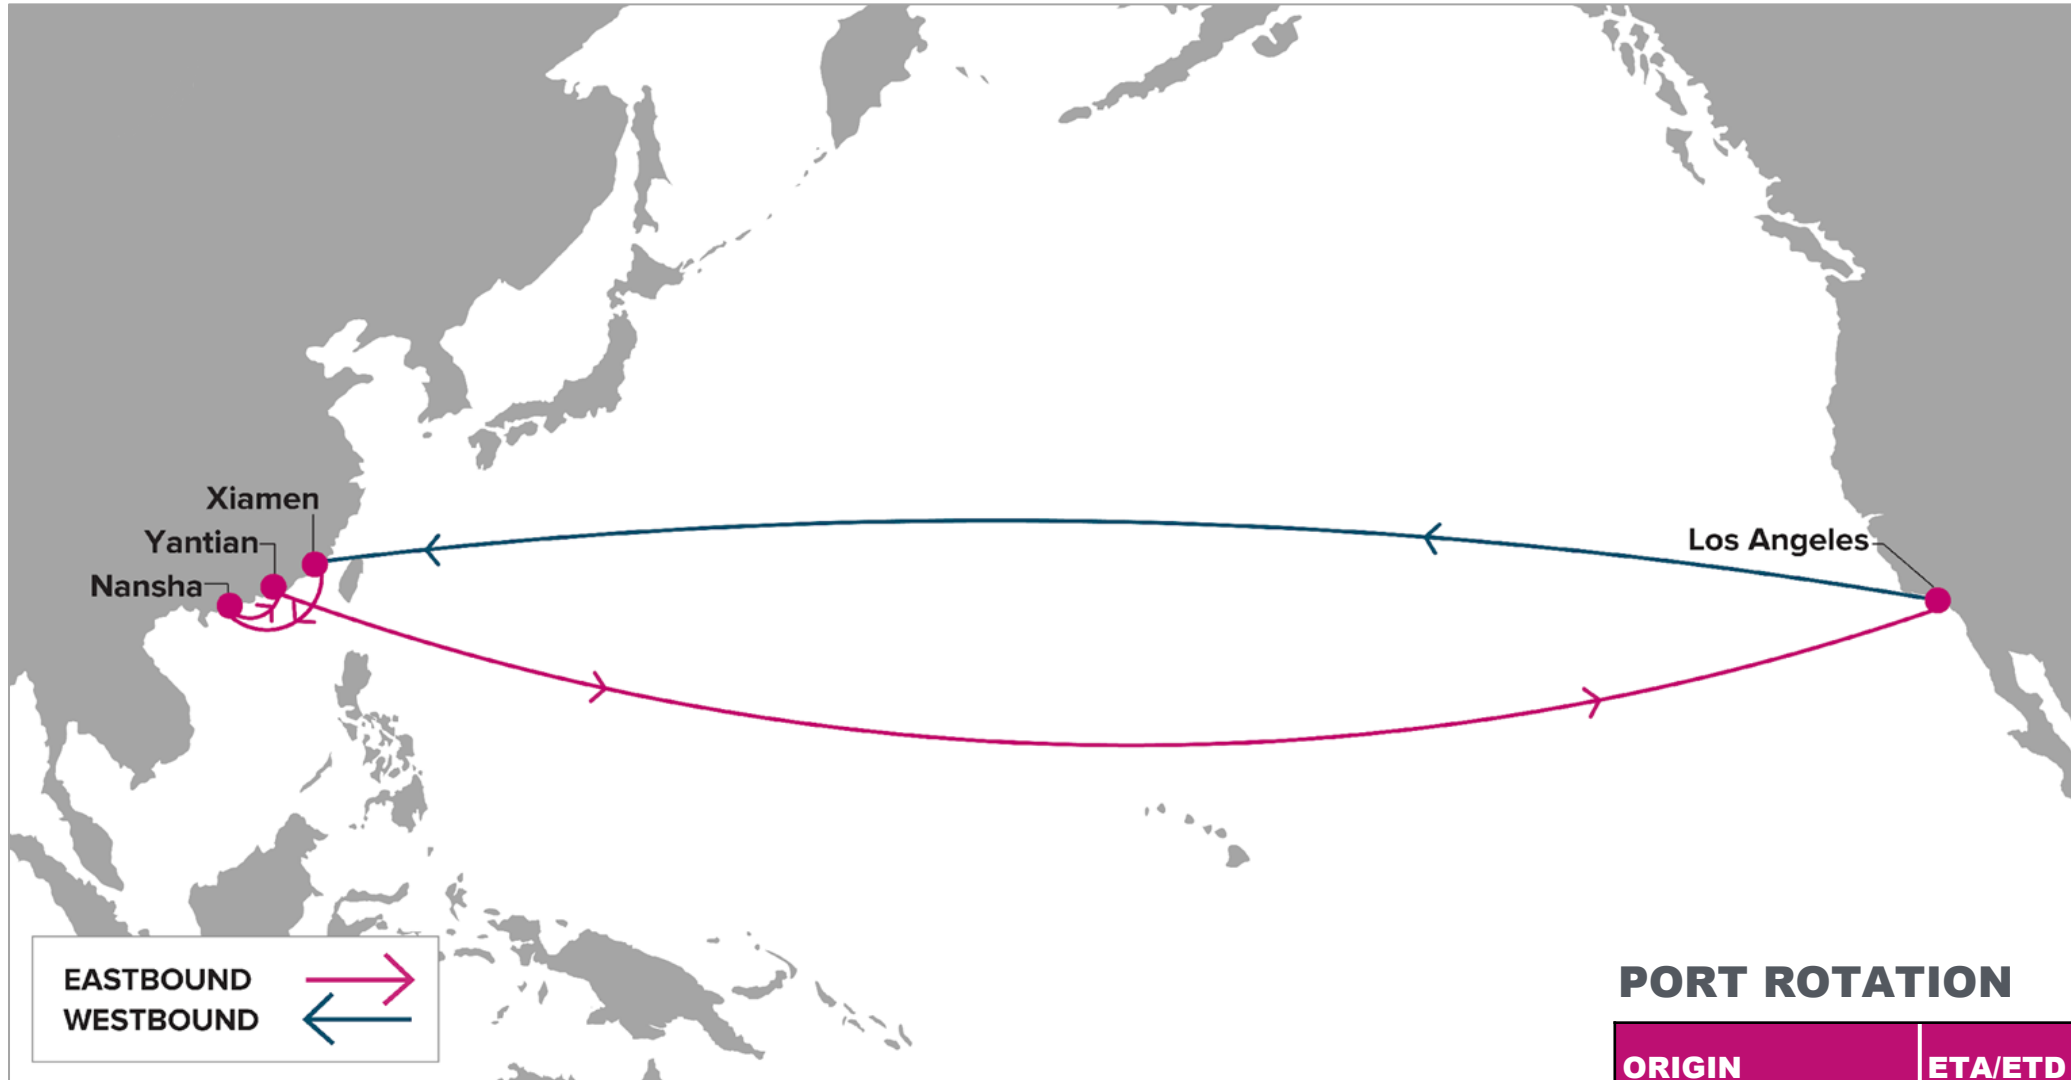 Xiamen
Yantian
Nansha
Los Angeles
EASTBOUND
WESTBOUND
PORT ROTATION
ORIGIN ETA/ETD